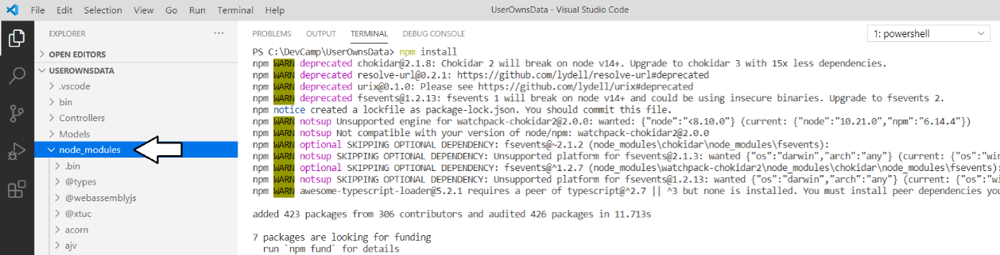 File Edit Selection View Go Run Terminal Help UserOwnsData - Visual Studio Code
EXPLORER ···
OPEN EDITORS
USEROWNSDATA
.vscode
bin
Controllers
Models
node_modules
.bin
@types
@webassemblyjs
@xtuc
acorn
ajv
PROBLEMS OUTPUT TERMINAL DEBUG CONSOLE 1: powershell
PS C:\DevCamp\UserOwnsData> npm install
npm WARN deprecated chokidar@2.1.8: Chokidar 2 will break on node v14+. Upgrade to chokidar 3 with 15x less dependencies.
npm WARN deprecated resolve-url@0.2.1: https://github.com/lydell/resolve-url#deprecated
npm WARN deprecated urix@0.1.0: Please see https://github.com/lydell/urix#deprecated
npm WARN deprecated fsevents@1.2.13: fsevents 1 will break on node v14+ and could be using insecure binaries. Upgrade to fsevents 2.
npm notice created a lockfile as package-lock.json. You should commit this file.
npm WARN notsup Unsupported engine for watchpack-chokidar2@2.0.0: wanted: {"node":"<8.10.0"} (current: {"node":"10.21.0","npm":"6.14.4"})
npm WARN notsup Not compatible with your version of node/npm: watchpack-chokidar2@2.0.0
npm WARN optional SKIPPING OPTIONAL DEPENDENCY: fsevents@~2.1.2 (node_modules\chokidar\node_modules\fsevents):
npm WARN notsup SKIPPING OPTIONAL DEPENDENCY: Unsupported platform for fsevents@2.1.3: wanted {"os":"darwin","arch":"any"} (current: {"os":"win
npm WARN optional SKIPPING OPTIONAL DEPENDENCY: fsevents@^1.2.7 (node_modules\watchpack-chokidar2\node_modules\chokidar\node_modules\fsevents):
npm WARN notsup SKIPPING OPTIONAL DEPENDENCY: Unsupported platform for fsevents@1.2.13: wanted {"os":"darwin","arch":"any"} (current: {"os":"wi
npm WARN awesome-typescript-loader@5.2.1 requires a peer of typescript@^2.7 || ^3 but none is installed. You must install peer dependencies you
added 423 packages from 306 contributors and audited 426 packages in 11.713s
7 packages are looking for funding
run `npm fund` for details